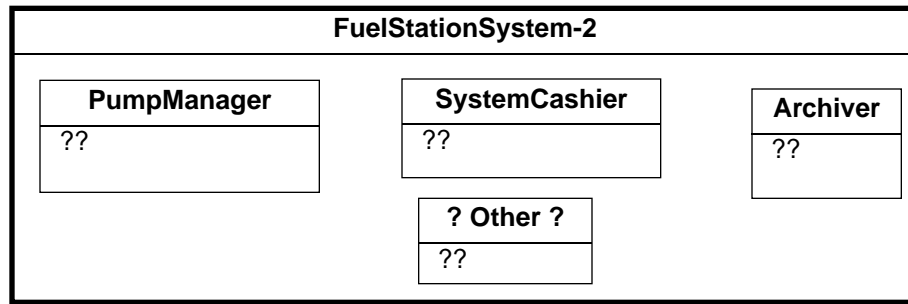 FuelStationSystem-2
PumpManager
??
SystemCashier
??
Archiver
??
? Other ?
??